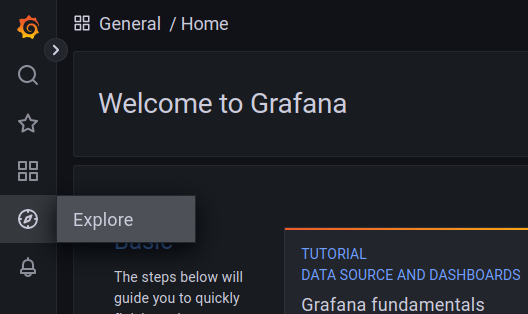 General / Home
Welcome to Grafana
Explore
Basic
The steps below will
guide you to quickly
TUTORIAL
DATA SOURCE AND DASHBOARDS
Grafana fundamentals